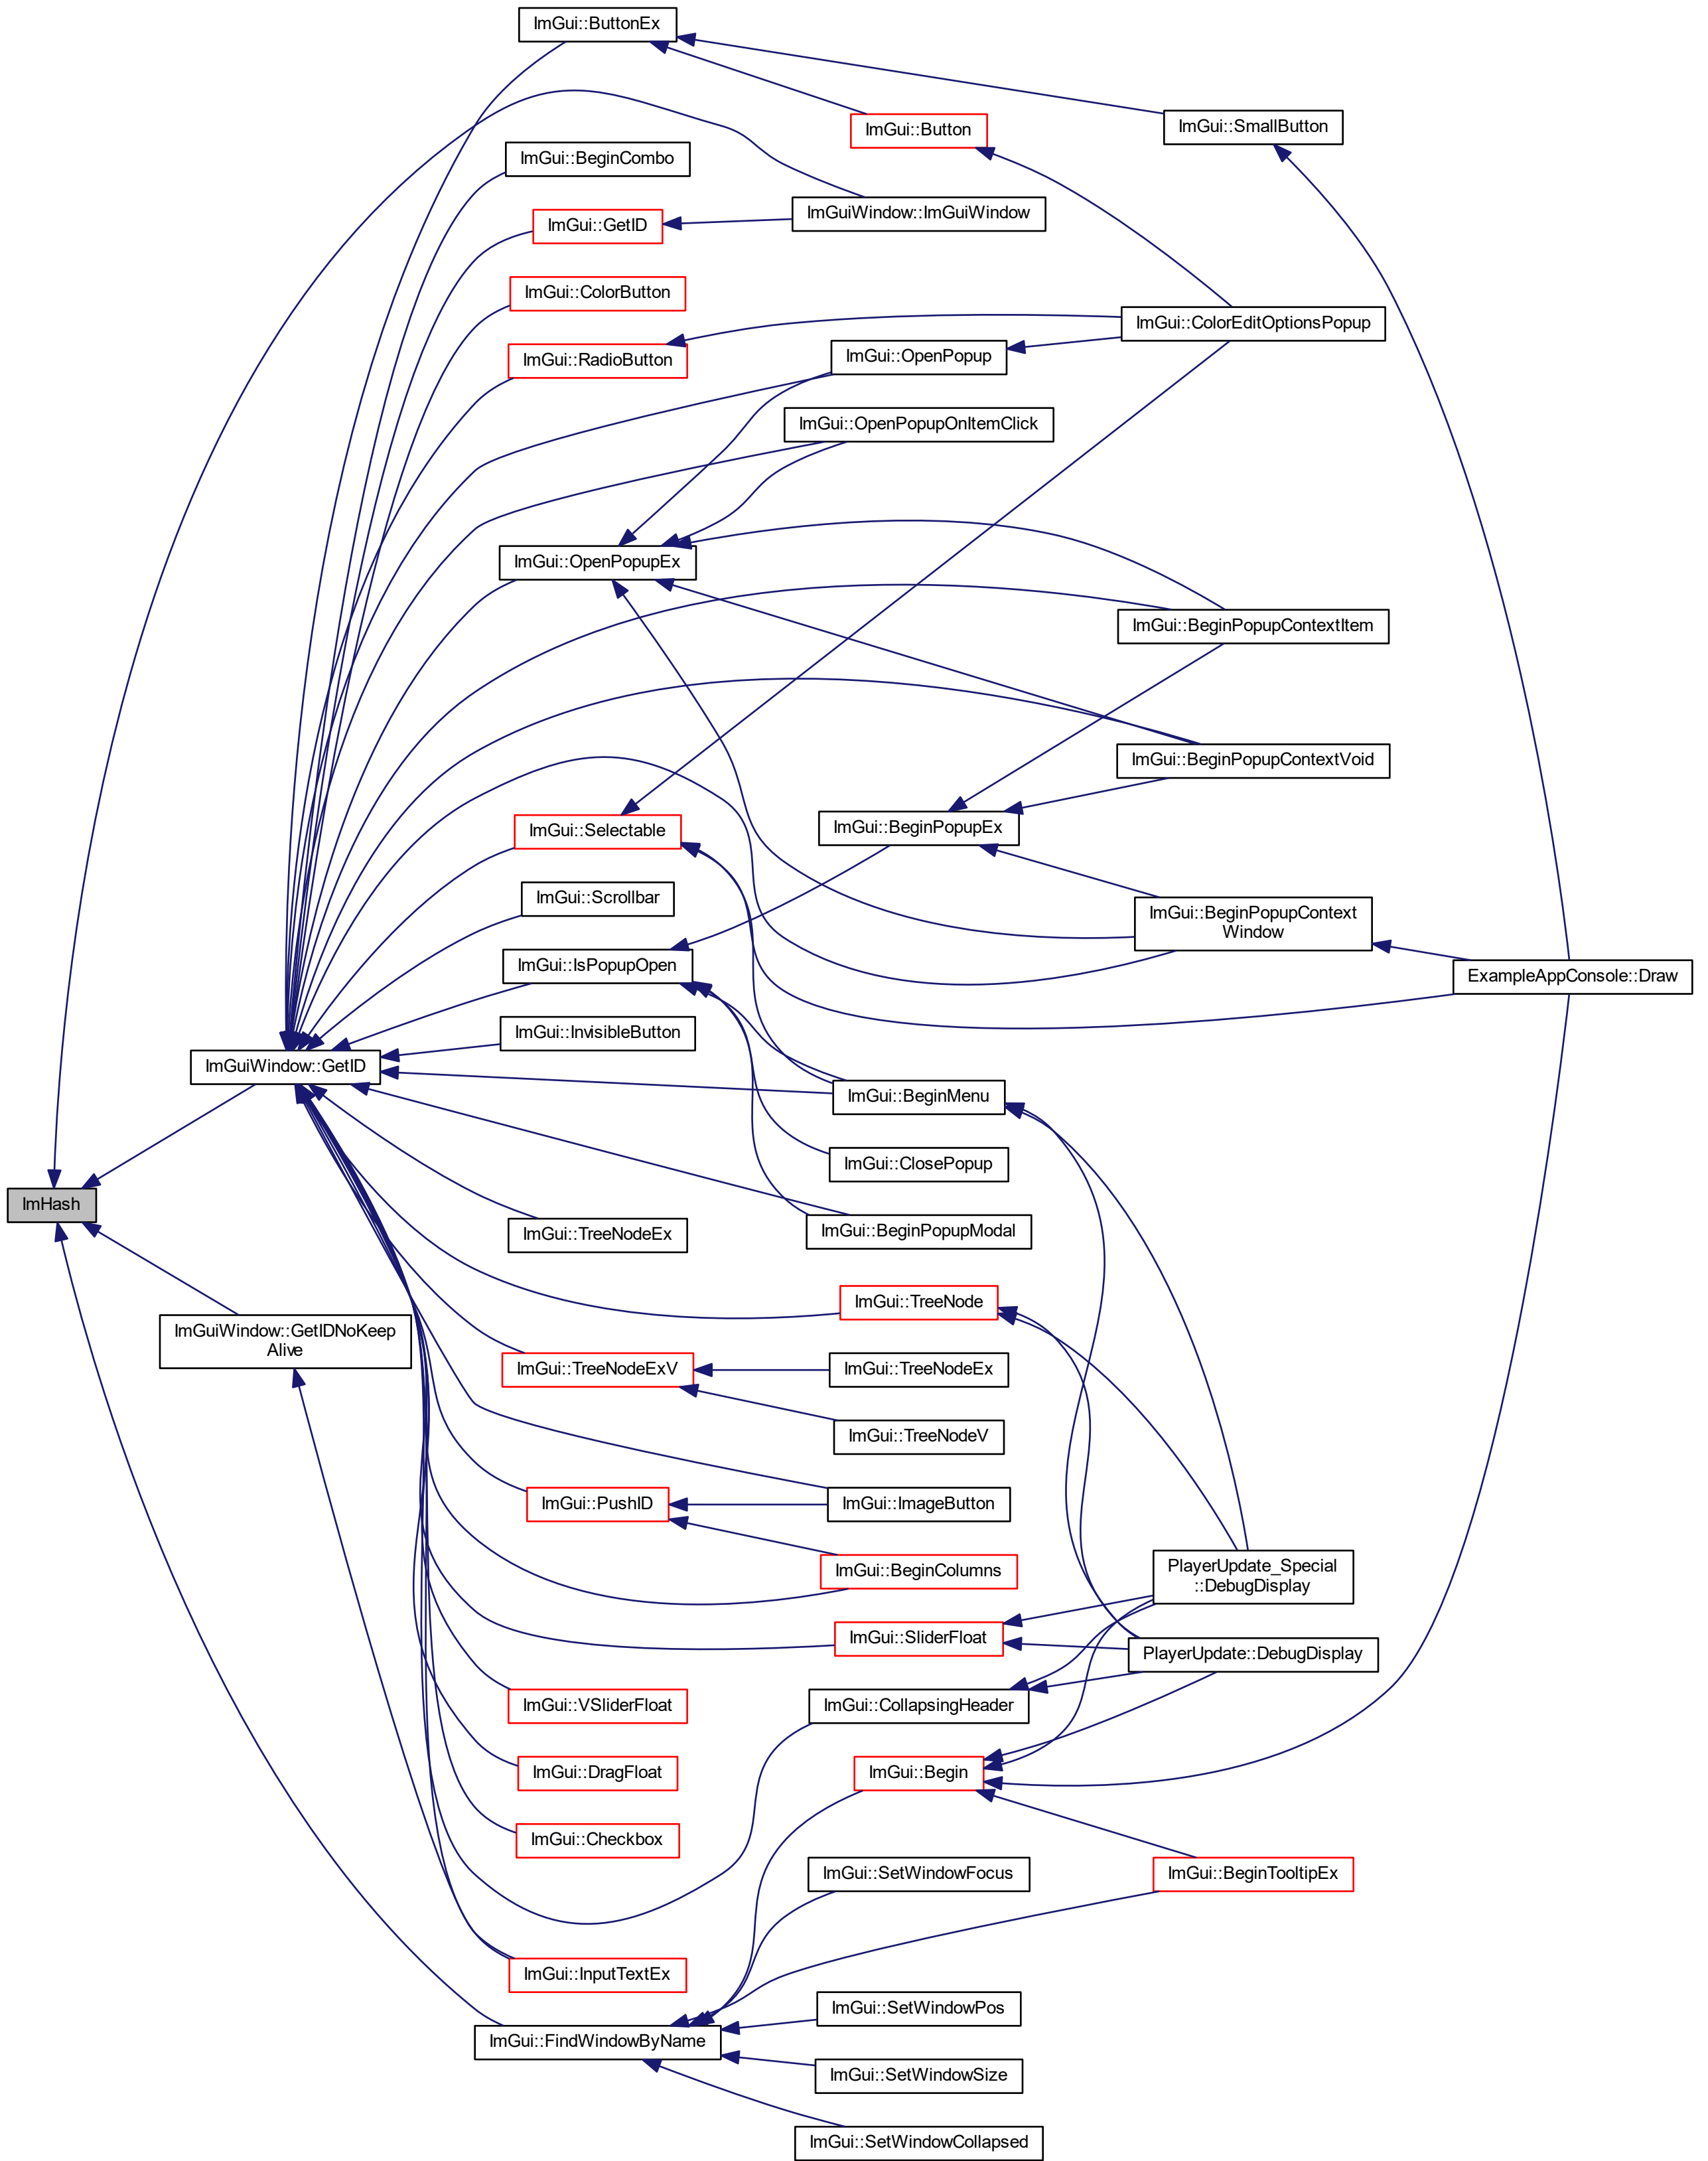 ImGui::ButtonEx
ImGui::SmallButton
ImGui::Button
ImGui::BeginCombo
ImGuiWindow::ImGuiWindow
ImGui::GetID
ImGui::ColorButton
ImGui::ColorEditOptionsPopup
ImGui::RadioButton
ImGui::OpenPopup
ImGui::OpenPopupOnItemClick
ImGui::OpenPopupEx
ImGui::BeginPopupContextItem
ImGui::BeginPopupContextVoid
ImGui::Selectable
ImGui::BeginPopupEx
ImGui::Scrollbar
ImGui::BeginPopupContext
Window
ImGui::IsPopupOpen
ExampleAppConsole::Draw
ImGui::InvisibleButton
ImGuiWindow::GetID
ImGui::BeginMenu
ImGui::ClosePopup
ImHash
ImGui::TreeNodeEx
ImGui::BeginPopupModal
ImGui::TreeNode
ImGuiWindow::GetIDNoKeep
Alive
ImGui::TreeNodeExV
ImGui::TreeNodeEx
ImGui::TreeNodeV
ImGui::PushID
ImGui::ImageButton
ImGui::BeginColumns
PlayerUpdate_Special
::DebugDisplay
ImGui::SliderFloat
PlayerUpdate::DebugDisplay
ImGui::VSliderFloat
ImGui::CollapsingHeader
ImGui::DragFloat
ImGui::Begin
ImGui::Checkbox
ImGui::SetWindowFocus
ImGui::BeginTooltipEx
ImGui::InputTextEx
ImGui::SetWindowPos
ImGui::FindWindowByName
ImGui::SetWindowSize
ImGui::SetWindowCollapsed